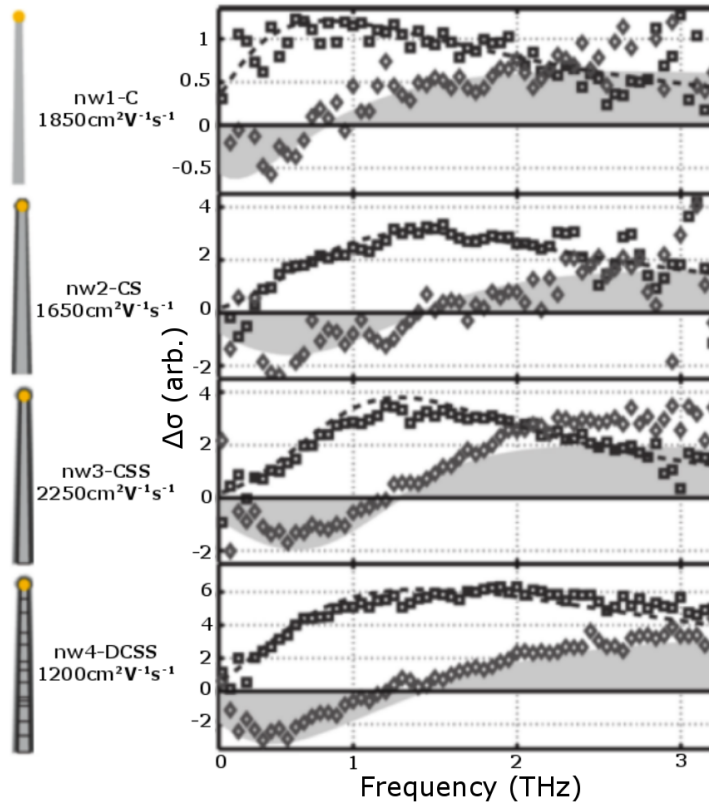 nw1-C
1850cm²V⁻¹s⁻¹
nw2-CS
1650cm²V⁻¹s⁻¹
nw3-CSS
2250cm²V⁻¹s⁻¹
nw4-DCSS
1200cm²V⁻¹s⁻¹
Δσ (arb.)
1
0.5
0
-0.5
4
2
0
-2
4
2
0
-2
6
4
2
0
-2
0 1 2 3
Frequency (THz)